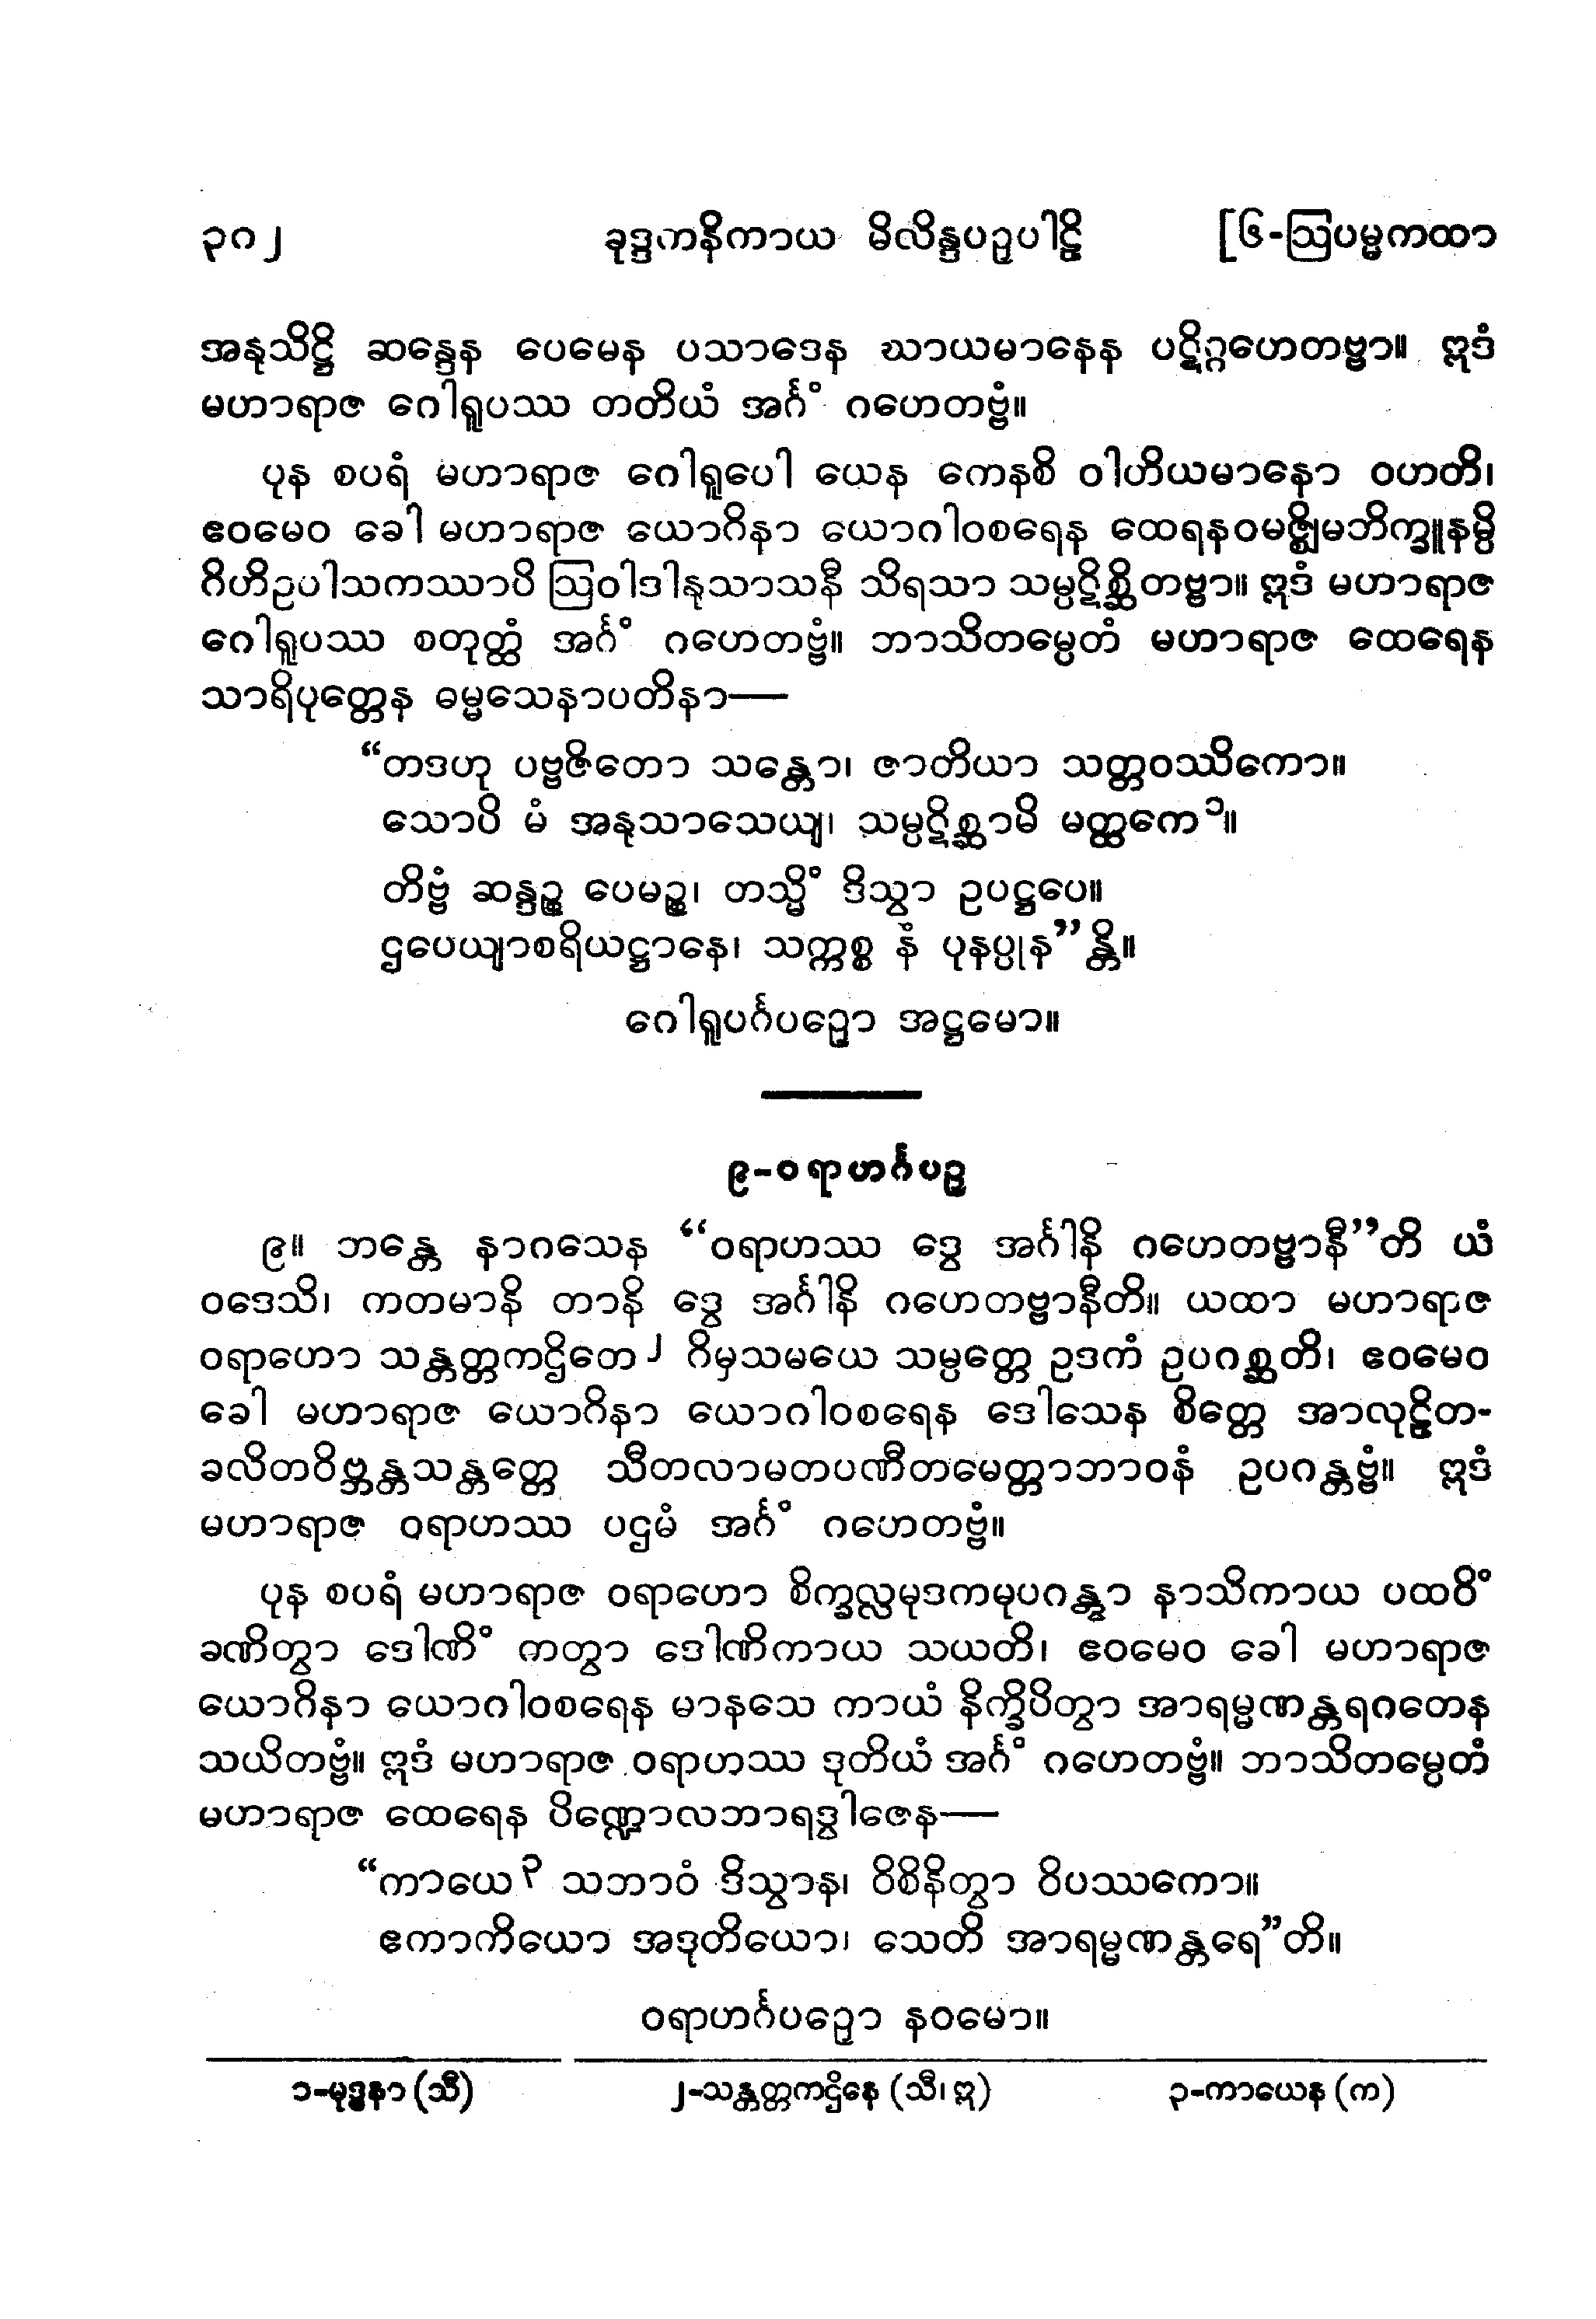 ၃၈၂ ခုဒ္ဒကနိကာယ မိလိန္ဒပဉှပါဠိ [၆-ဩပမ္မကထာ
အနုသိဋ္ဌိ ဆန္ဒေန ပေမေန ပသာဒေန ဃာယမာနေန ပဋိဂ္ဂဟေတဗ္ဗာ။ ဣဒံ
မဟာရာဇ ဂေါရူပဿ တတိယံ အင်္ဂံ ဂဟေတဗ္ဗံ။
ပုန စပရံ မဟာရာဇ ဂေါရူပေါ ယေန ကေနစိ ဝါဟိယမာနော ဝဟတိ၊
ဧဝမေဝ ခေါ မဟာရာဇ ယောဂိနာ ယောဂါဝစရေန ထေရနဝမဇ္ဈိမဘိက္ခူနမ္ပိ
ဂိဟိဥပါသကဿာပိ ဩဝါဒါနုသာသနီ သိရသာ သမ္ပဋိစ္ဆိတဗ္ဗာ။ ဣဒံ မဟာရာဇ
ဂေါရူပဿ စတုတ္ထံ အင်္ဂံ ဂဟေတဗ္ဗံ။ ဘာသိတမ္ပေတံ မဟာရာဇ ထေရေန
သာရိပုတ္တေန ဓမ္မသေနာပတိနာ—
“တဒဟု ပဗ္ဗဇိတော သန္တော၊ ဇာတိယာ သတ္တဝဿိကော။
သောပိ မံ အနုသာသေယျ၊ သမ္ပဋိစ္ဆာမိ မတ္ထကေ၁။
တိဗ္ဗံ ဆန္ဒဉ္စ ပေမဉ္စ၊ တသ္မိံ ဒိသွာ ဥပဋ္ဌပေ။
ဌပေယျာစရိယဋ္ဌာနေ၊ သက္ကစ္စ နံ ပုနပ္ပုန”န္တိ။
ဂေါရူပင်္ဂပဉှော အဋ္ဌမော။
၉-ဝရာဟင်္ဂပဉှ
၉။ ဘန္တေ နာဂသေန “ဝရာဟဿ ဒွေ အင်္ဂါနိ ဂဟေတဗ္ဗာနီ”တိ ယံ
ဝဒေသိ၊ ကတမာနိ တာနိ ဒွေ အင်္ဂါနိ ဂဟေတဗ္ဗာနီတိ။ ယထာ မဟာရာဇ
ဝရာဟော သန္တတ္တကဌိတေ၂ ဂိမှသမယေ သမ္ပတ္တေ ဥဒကံ ဥပဂစ္ဆတိ၊ ဧဝမေဝ
ခေါ မဟာရာဇ ယောဂိနာ ယောဂါဝစရေန ဒေါသေန စိတ္တေ အာလုဠိတ-
ခလိတဝိဗ္ဘန္တသန္တတ္တေ သီတလာမတပဏီတမေတ္တာဘာဝနံ ဥပဂန္တဗ္ဗံ။ ဣဒံ
မဟာရာဇ ဝရာဟဿ ပဌမံ အင်္ဂံ ဂဟေတဗ္ဗံ။
ပုန စပရံ မဟာရာဇ ဝရာဟော စိက္ခလ္လမုဒကမုပဂန္တွာ နာသိကာယ ပထဝိံ
ခဏိတွာ ဒေါဏိံ ကတွာ ဒေါဏိကာယ သယတိ၊ ဧဝမေဝ ခေါ မဟာရာဇ
ယောဂိနာ ယောဂါဝစရေန မာနသေ ကာယံ နိက္ခိပိတွာ အာရမ္မဏန္တရဂတေန
သယိတဗ္ဗံ။ ဣဒံ မဟာရာဇ ဝရာဟဿ ဒုတိယံ အင်္ဂံ ဂဟေတဗ္ဗံ။ ဘာသိတမ္ပေတံ
မဟာရာဇ ထေရေန ပိဏ္ဍောလဘာရဒွါဇေန—
“ကာယေ၃ သဘာဝံ ဒိသွာန၊ ဝိစိနိတွာ ဝိပဿကော။
ဧကာကိယော အဒုတိယော၊ သေတိ အာရမ္မဏန္တရေ”တိ။
ဝရာဟင်္ဂပဉှော နဝမော။
၁-မုဒ္ဓနာ (သီ) ၂-သန္တတ္တကဌိနေ (သီ၊ ဣ) ၃-ကာယေန (က)